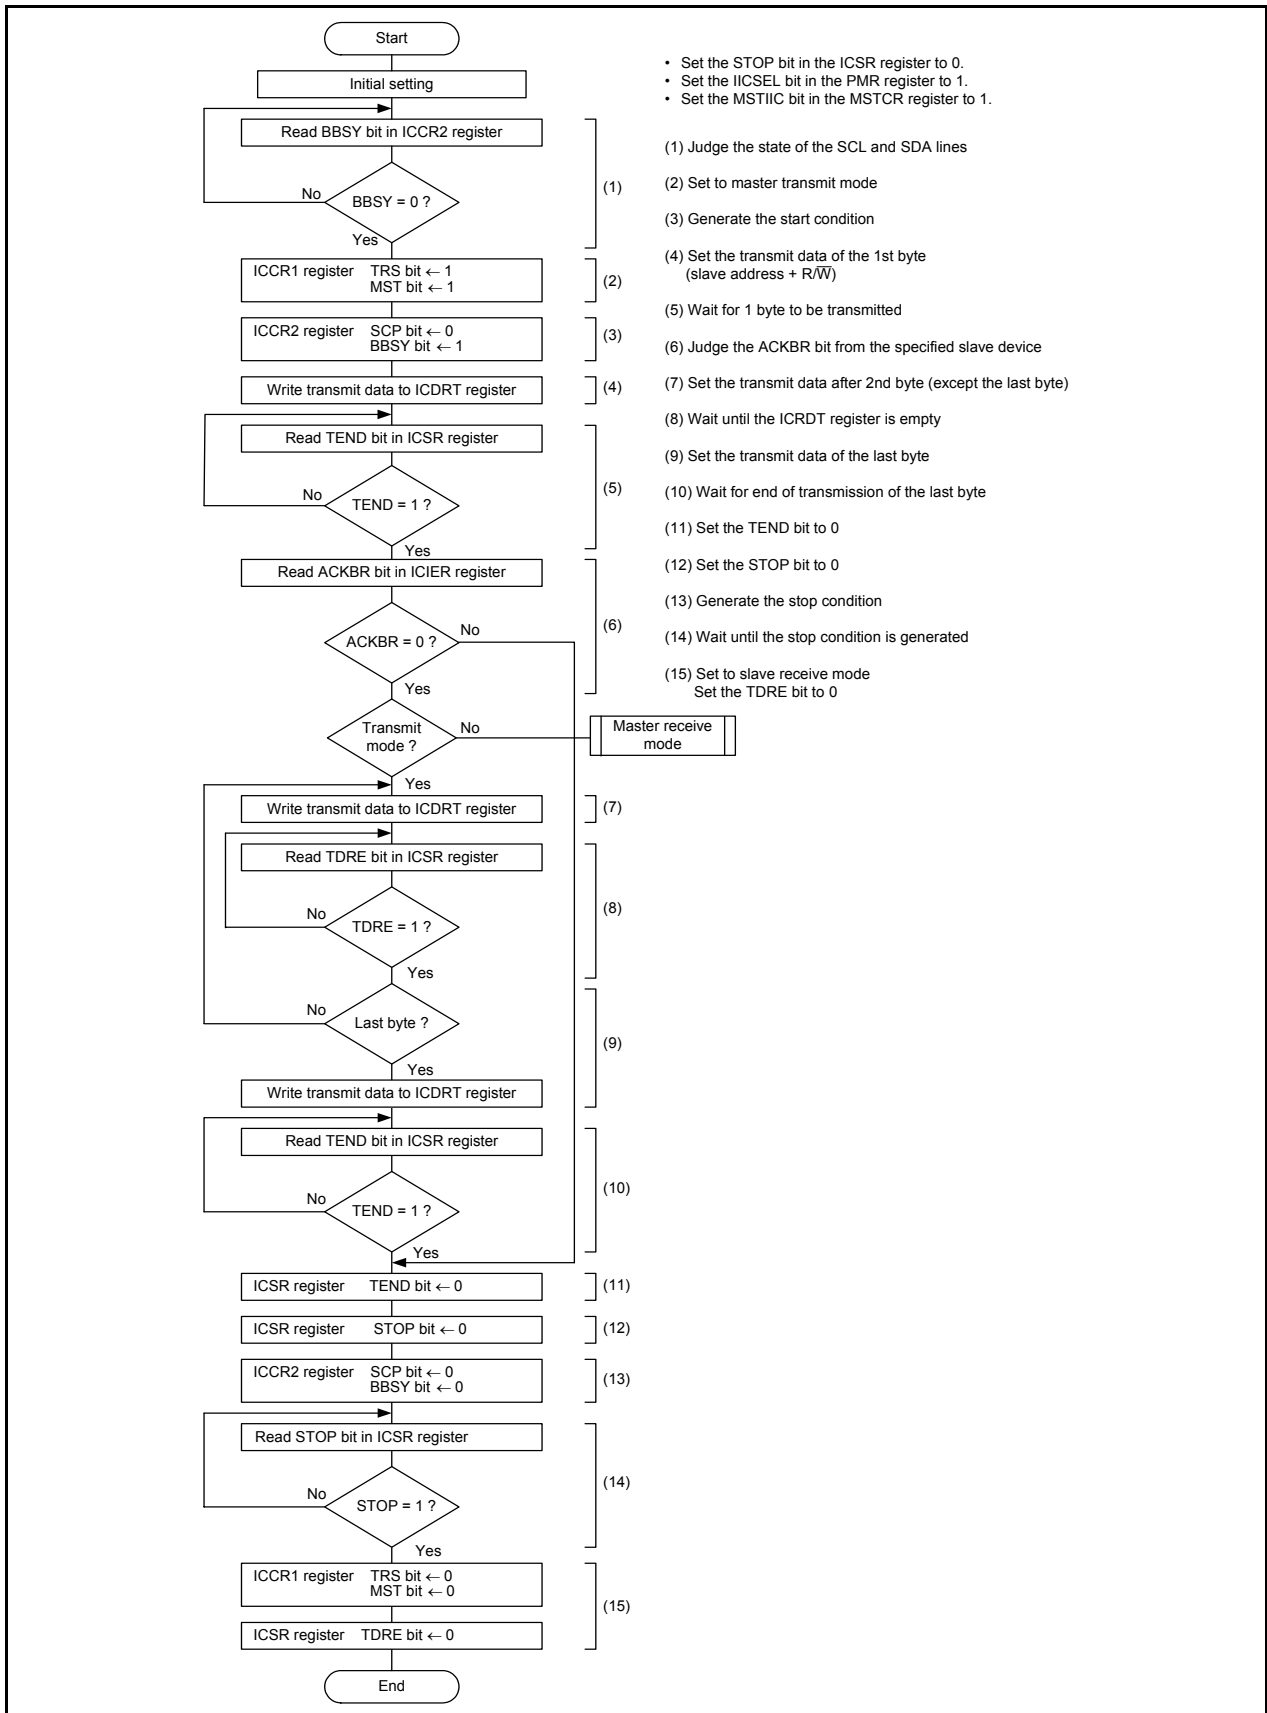 Start
Initial setting
Read BBSY bit in ICCR2 register
No
BBSY = 0 ?
Yes
(1)
ICCR1 register TRS bit ← 1
MST bit ← 1
(2)
ICCR2 register SCP bit ← 0
BBSY bit ← 1
(3)
Write transmit data to ICDRT register
(4)
Read TEND bit in ICSR register
No
TEND = 1 ?
Yes
(5)
Read ACKBR bit in ICIER register
ACKBR = 0 ?
No
Yes
(6)
Transmit
mode ?
No
Yes
Master receive
mode
Write transmit data to ICDRT register
(7)
Read TDRE bit in ICSR register
No
TDRE = 1 ?
Yes
(8)
No
Last byte ?
Yes
Write transmit data to ICDRT register
(9)
Read TEND bit in ICSR register
No
TEND = 1 ?
Yes
(10)
ICSR register TEND bit ← 0
(11)
ICSR register STOP bit ← 0
(12)
ICCR2 register SCP bit ← 0
BBSY bit ← 0
(13)
Read STOP bit in ICSR register
No
STOP = 1 ?
Yes
(14)
ICCR1 register TRS bit ← 0
MST bit ← 0
ICSR register TDRE bit ← 0
(15)
End
• Set the STOP bit in the ICSR register to 0.
• Set the IICSEL bit in the PMR register to 1.
• Set the MSTIIC bit in the MSTCR register to 1.
(1) Judge the state of the SCL and SDA lines
(2) Set to master transmit mode
(3) Generate the start condition
(4) Set the transmit data of the 1st byte
(slave address + R/W̅)
(5) Wait for 1 byte to be transmitted
(6) Judge the ACKBR bit from the specified slave device
(7) Set the transmit data after 2nd byte (except the last byte)
(8) Wait until the ICRDT register is empty
(9) Set the transmit data of the last byte
(10) Wait for end of transmission of the last byte
(11) Set the TEND bit to 0
(12) Set the STOP bit to 0
(13) Generate the stop condition
(14) Wait until the stop condition is generated
(15) Set to slave receive mode
Set the TDRE bit to 0